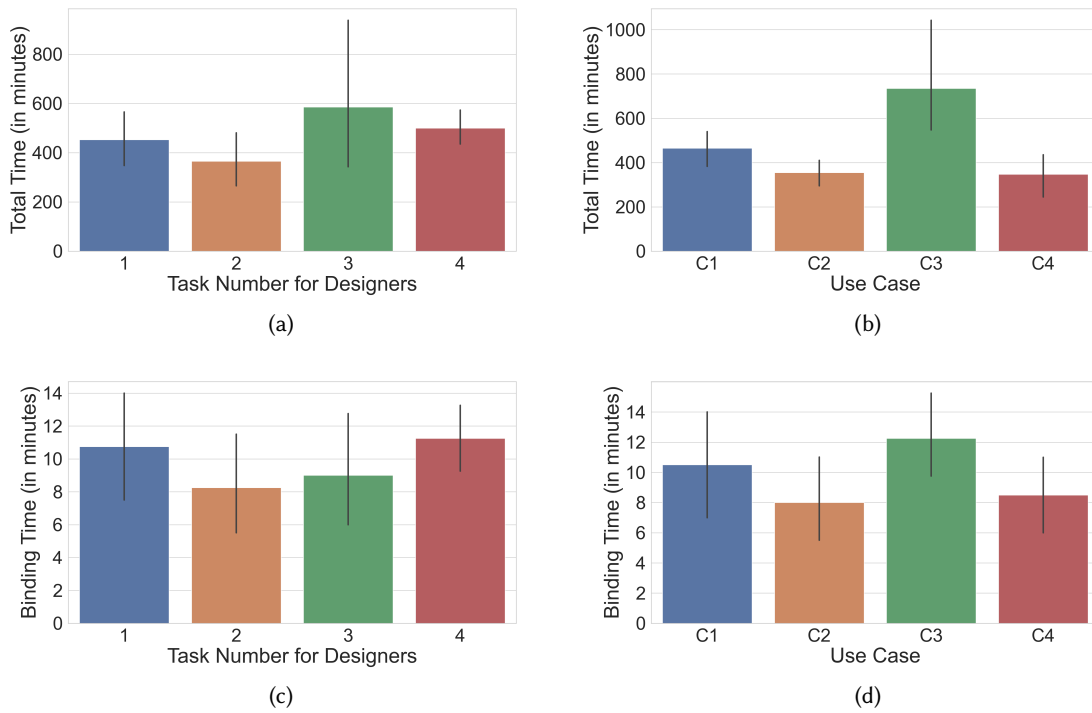 Total Time (in minutes)
800
600
400
200
0
1 2 3 4
Task Number for Designers
(a)
Total Time (in minutes)
1000
800
600
400
200
0
C1 C2 C3 C4
Use Case
(b)
Binding Time (in minutes)
14
12
10
8
6
4
2
0
1 2 3 4
Task Number for Designers
(c)
Binding Time (in minutes)
14
12
10
8
6
4
2
0
C1 C2 C3 C4
Use Case
(d)